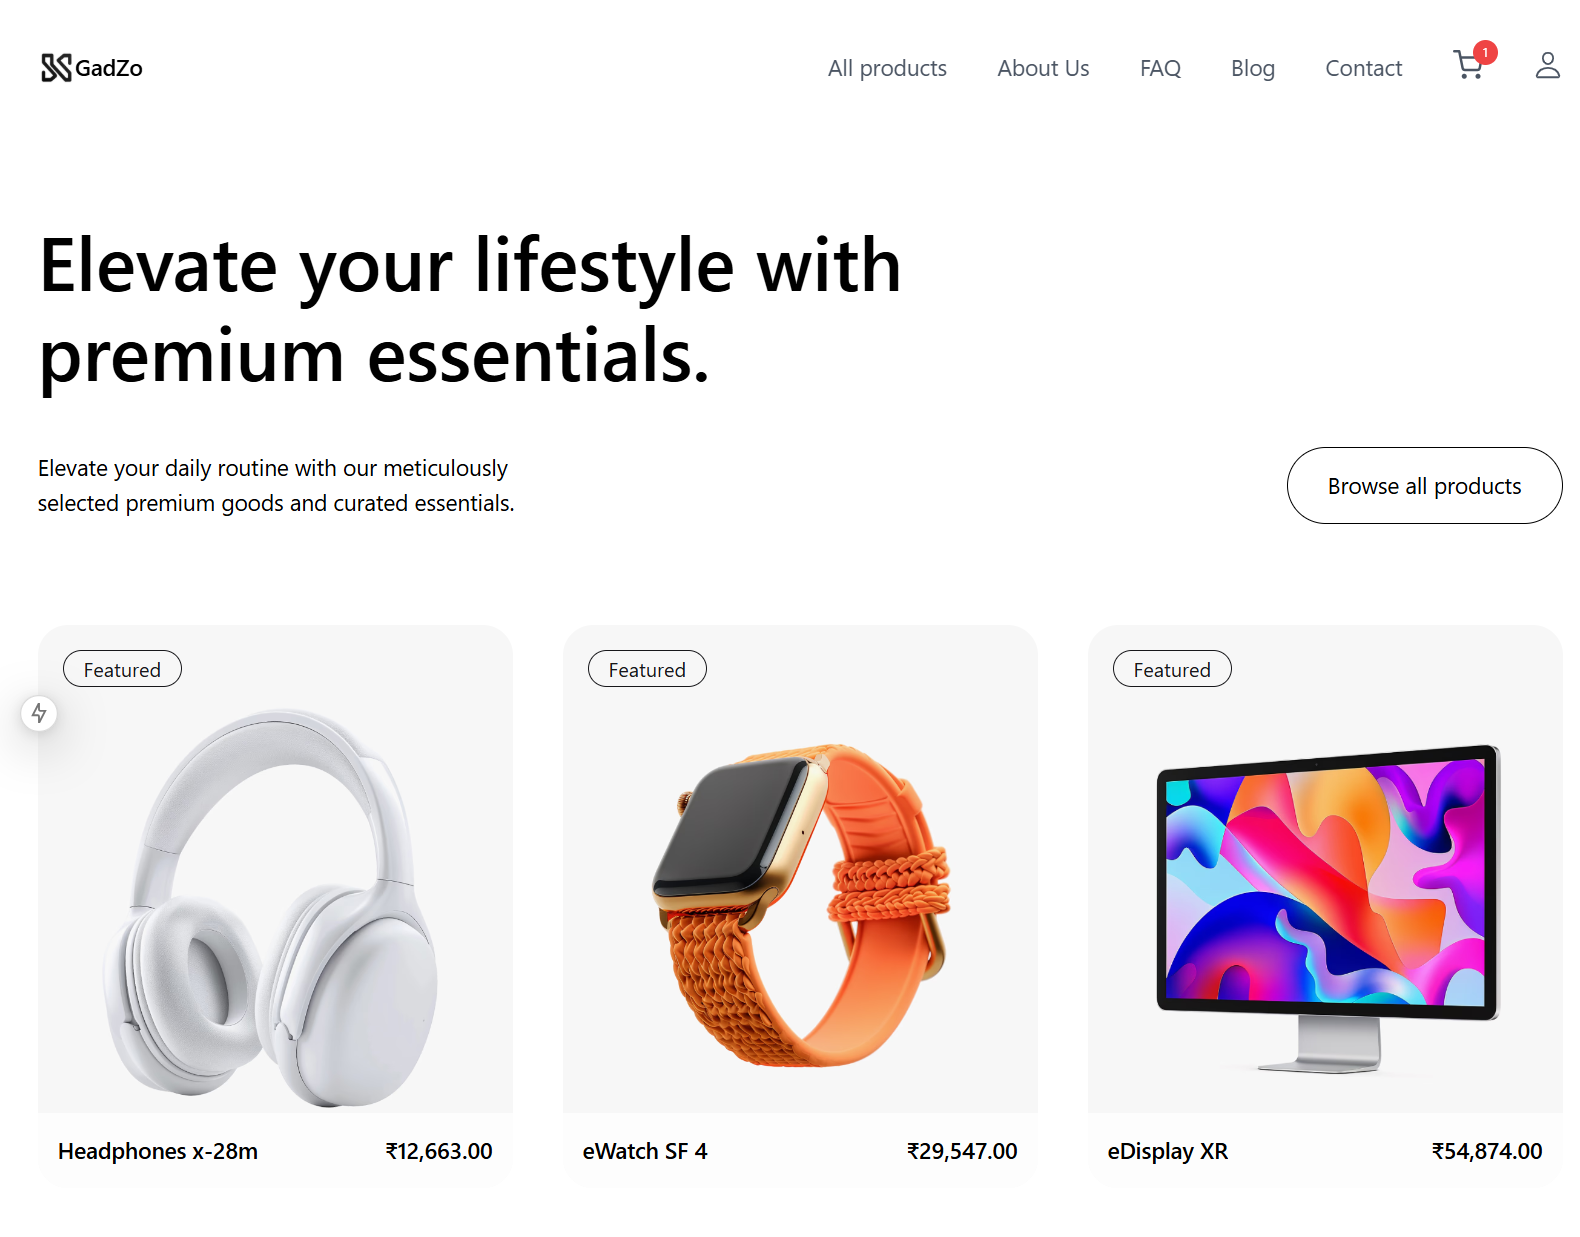 GadZo
All products
About Us
FAQ
Blog
Contact
1
Elevate your lifestyle with
premium essentials.
Elevate your daily routine with our meticulously
selected premium goods and curated essentials.
Browse all products
Featured
Featured
Featured
Headphones x-28m
₹12,663.00
eWatch SF 4
₹29,547.00
eDisplay XR
₹54,874.00